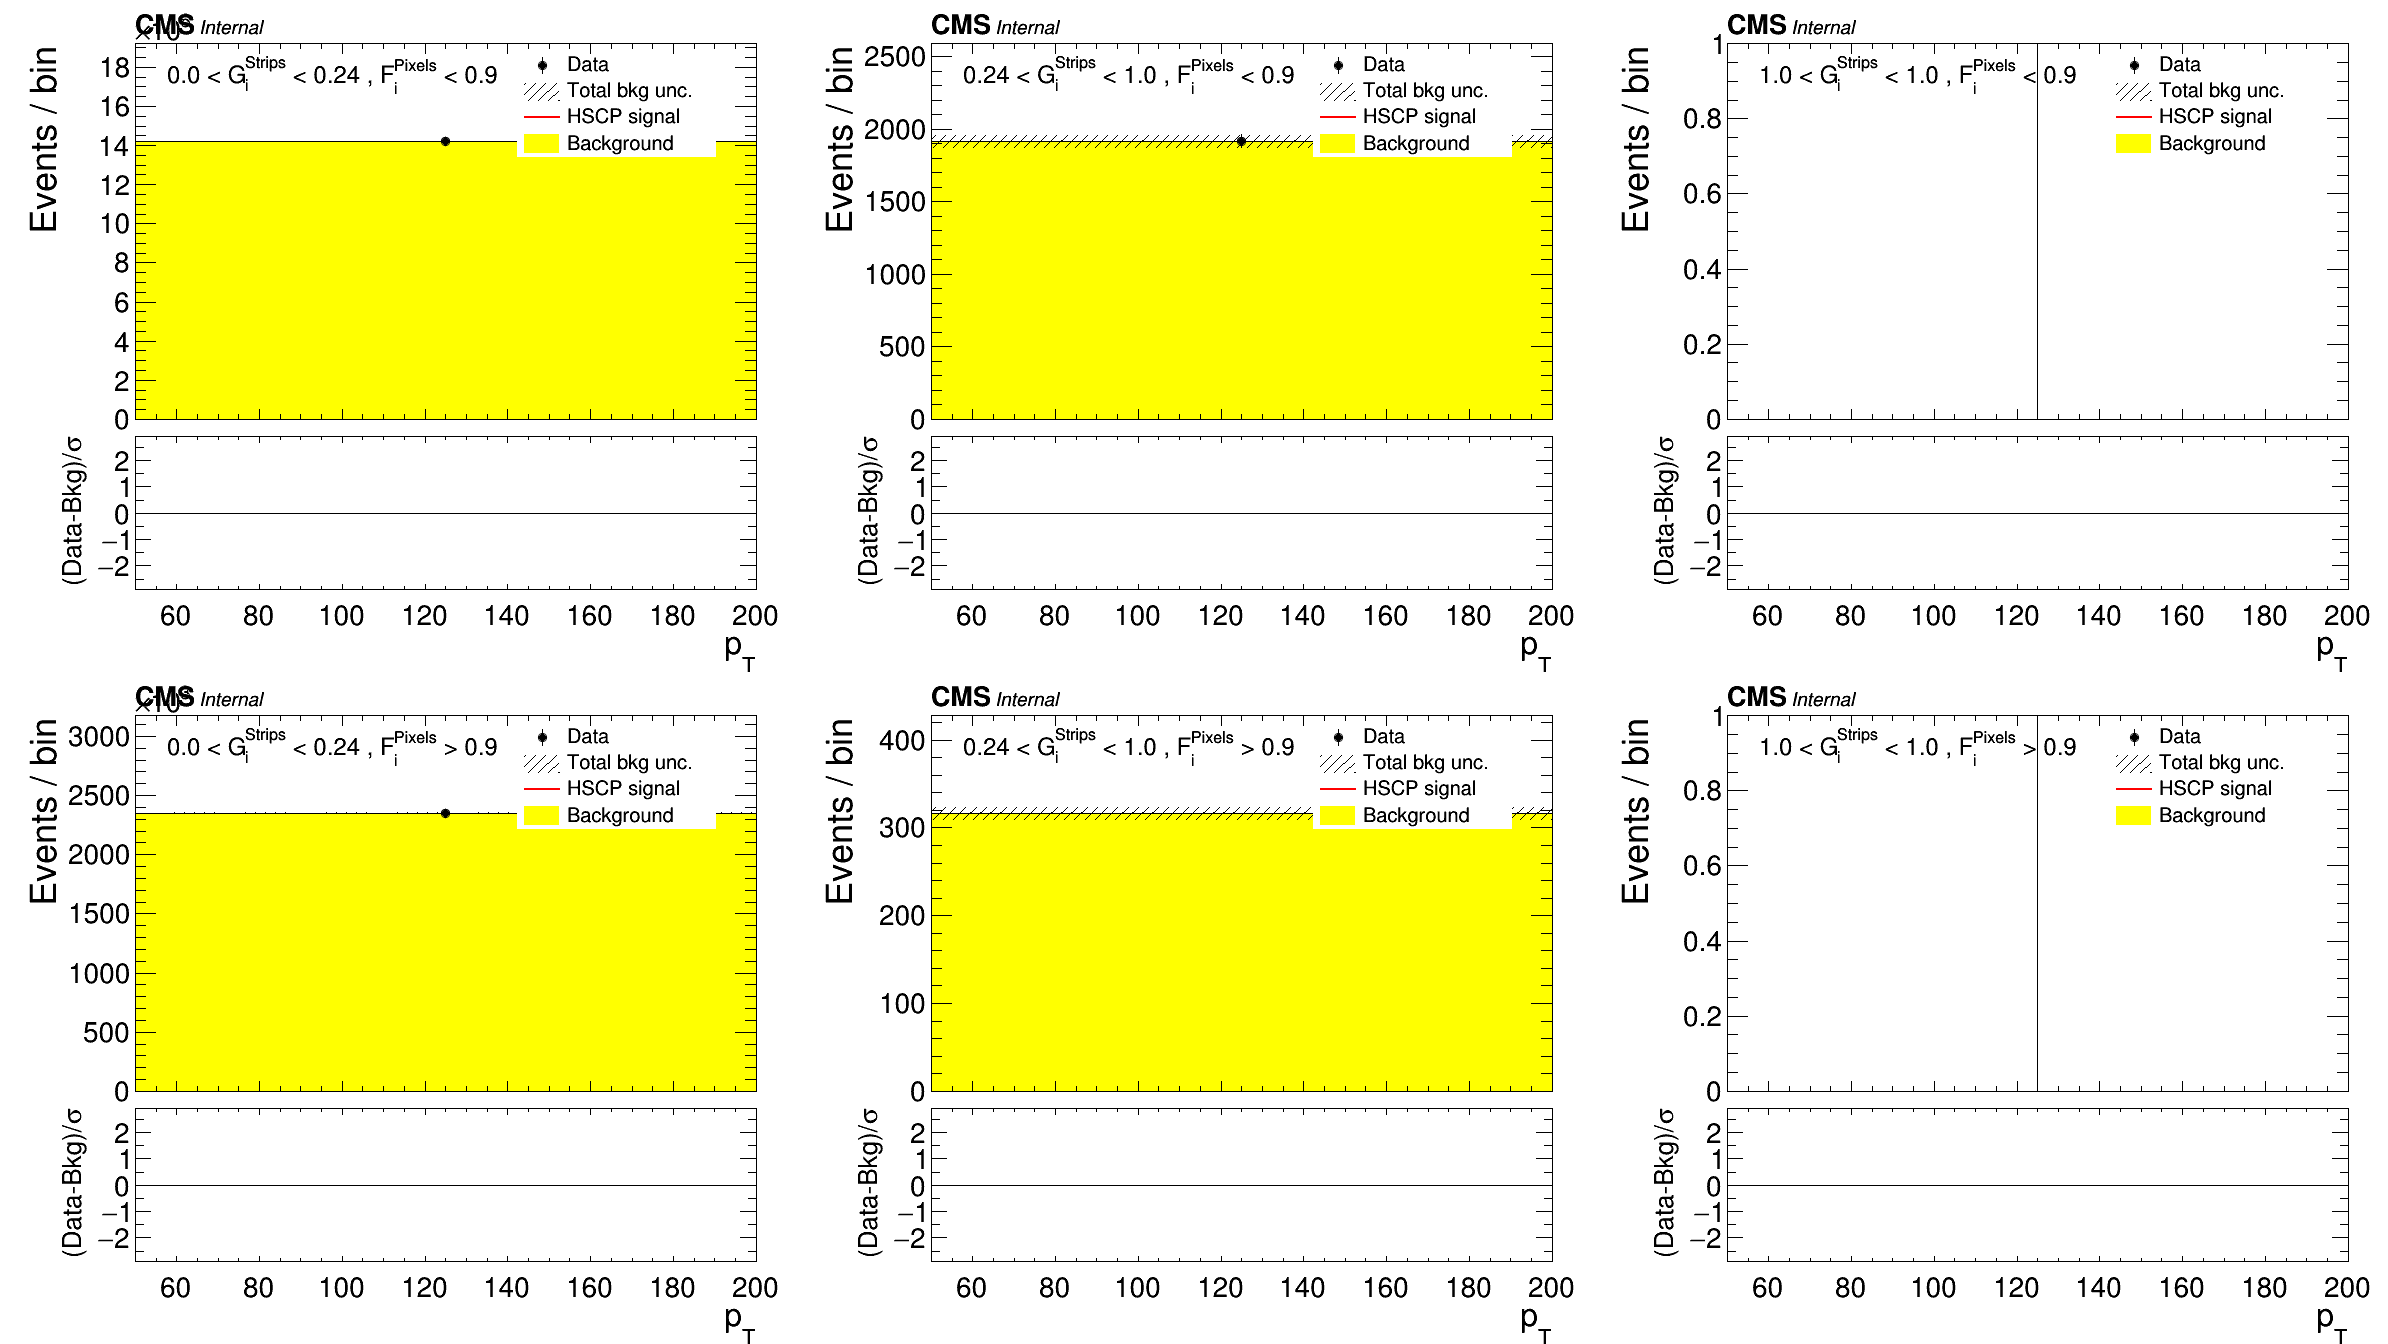 CMS Internal
Events / bin
0.0 < G_i^Strips < 0.24 , F_i^Pixels < 0.9
Data
Total bkg unc.
HSCP signal
Background
18
16
14
12
10
8
6
4
2
0
(Data-Bkg)/σ
2
1
0
−1
−2
60 80 100 120 140 160 180 200
p_T
CMS Internal
Events / bin
0.24 < G_i^Strips < 1.0 , F_i^Pixels < 0.9
Data
Total bkg unc.
HSCP signal
Background
2500
2000
1500
1000
500
0
(Data-Bkg)/σ
2
1
0
−1
−2
60 80 100 120 140 160 180 200
p_T
CMS Internal
Events / bin
1.0 < G_i^Strips < 1.0 , F_i^Pixels < 0.9
Data
Total bkg unc.
HSCP signal
Background
1
0.8
0.6
0.4
0.2
0
(Data-Bkg)/σ
2
1
0
−1
−2
60 80 100 120 140 160 180 200
p_T
CMS Internal
Events / bin
0.0 < G_i^Strips < 0.24 , F_i^Pixels > 0.9
Data
Total bkg unc.
HSCP signal
Background
3000
2500
2000
1500
1000
500
0
(Data-Bkg)/σ
2
1
0
−1
−2
60 80 100 120 140 160 180 200
p_T
CMS Internal
Events / bin
0.24 < G_i^Strips < 1.0 , F_i^Pixels > 0.9
Data
Total bkg unc.
HSCP signal
Background
400
300
200
100
0
(Data-Bkg)/σ
2
1
0
−1
−2
60 80 100 120 140 160 180 200
p_T
CMS Internal
Events / bin
1.0 < G_i^Strips < 1.0 , F_i^Pixels > 0.9
Data
Total bkg unc.
HSCP signal
Background
1
0.8
0.6
0.4
0.2
0
(Data-Bkg)/σ
2
1
0
−1
−2
60 80 100 120 140 160 180 200
p_T